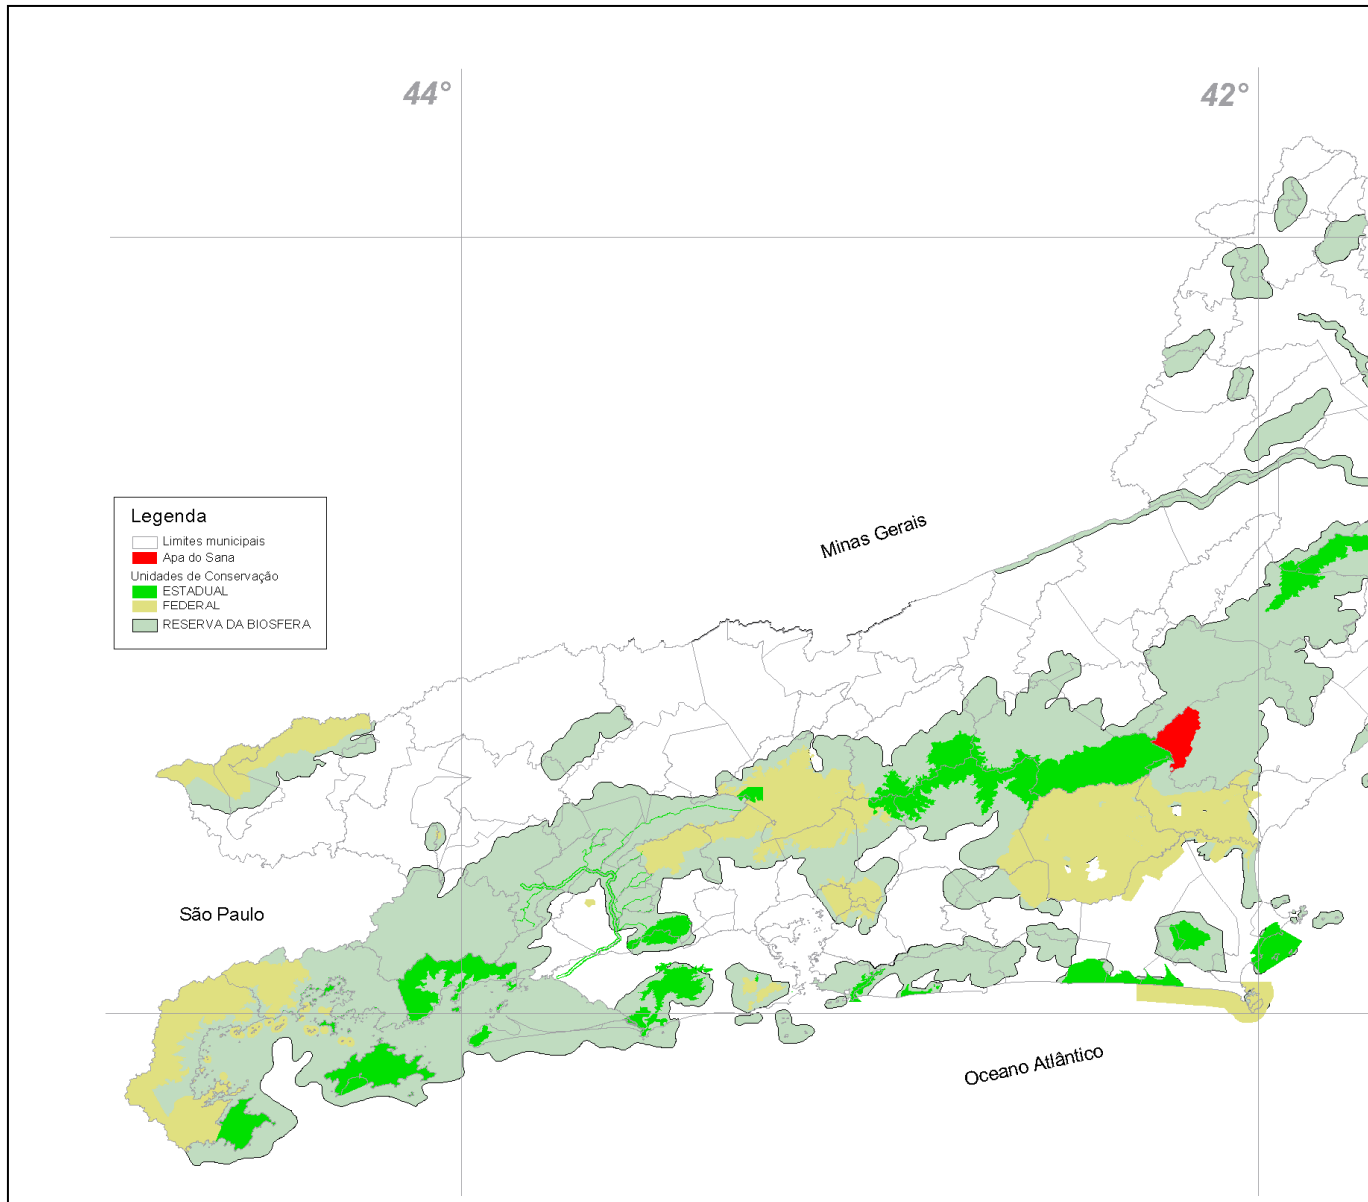 44°
42°
Legenda
Limites municipais
Apa do Sana
Unidades de Conservação
ESTADUAL
FEDERAL
RESERVA DA BIOSFERA
Minas Gerais
São Paulo
Oceano Atlântico